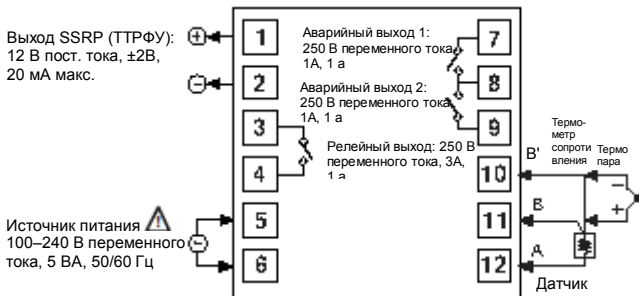 Выход SSRP (ТТРФУ):
12 В пост. тока, ±2В,
20 мА макс.
+
−
1
2
3
4
5
6
Аварийный выход 1:
250 В переменного тока
1А, 1 а
Аварийный выход 2:
250 В переменного тока
1А, 1 а
Релейный выход: 250 В
переменного тока, 3А,
1 а
7
8
9
10
11
12
Источник питания
100–240 В переменного
тока, 5 ВА, 50/60 Гц
Термо-
метр
сопроти
вления
Термо
пара
B'
B
A
−
+
Датчик